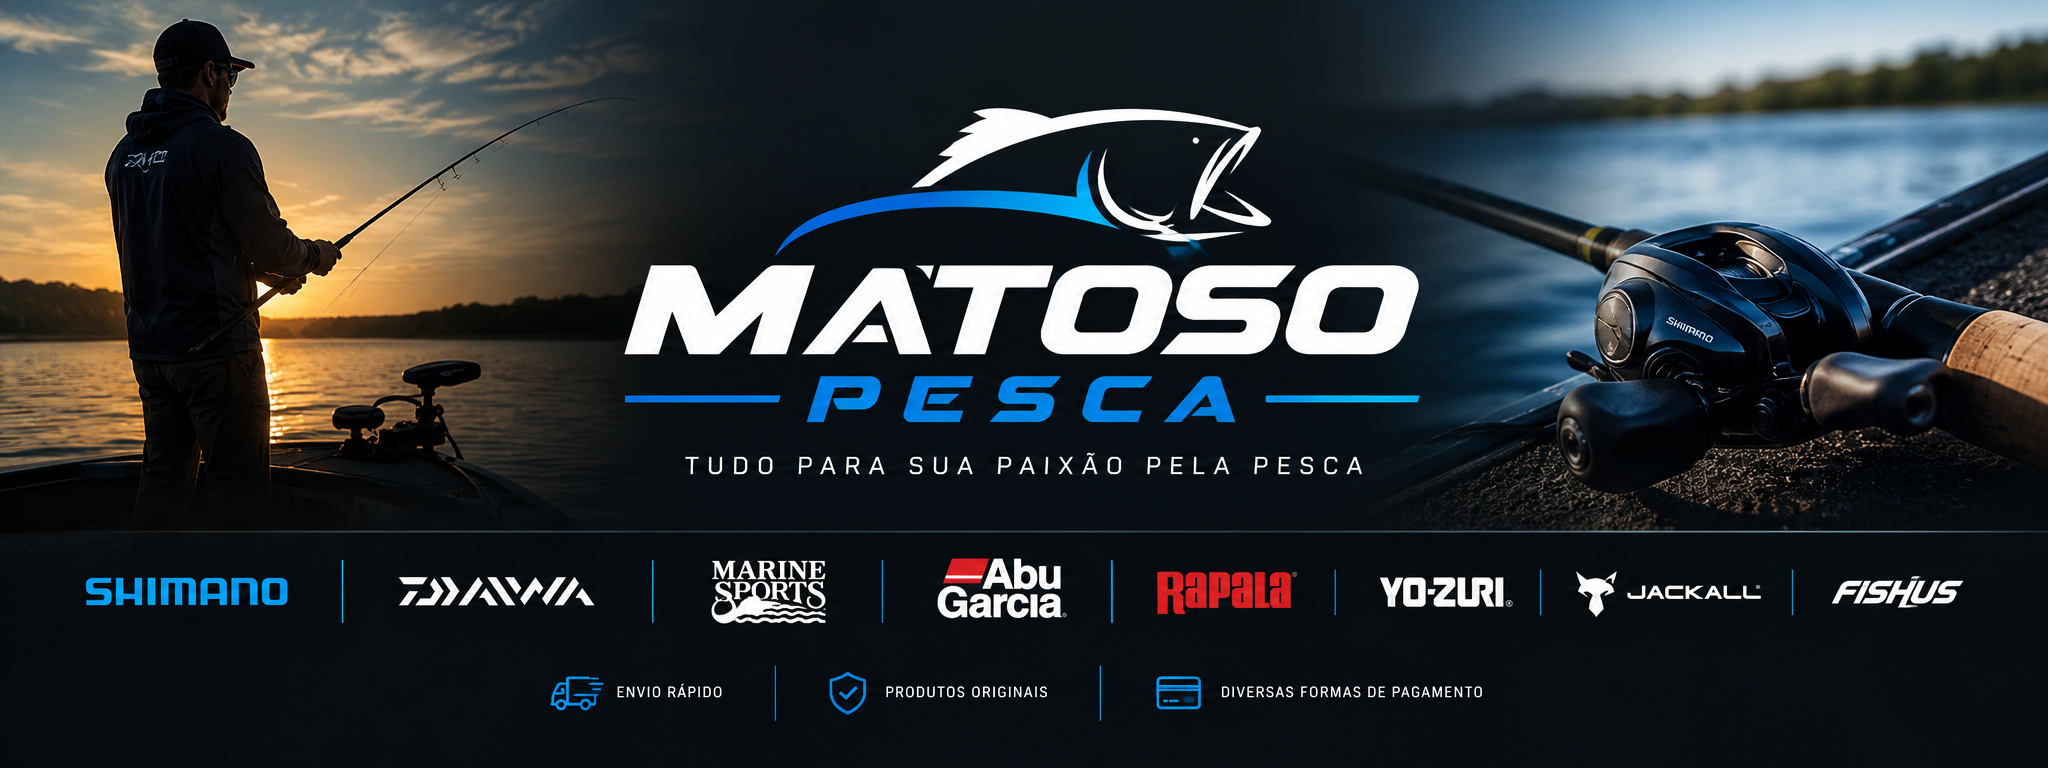 MATOSO
PESCA
TUDO PARA SUA PAIXÃO PELA PESCA
SHIMANO
SHIMANO
DAIWA
MARINE
SPORTS
Abu
Garcia®
Rapala®
YO-ZURI®
JACKALL
FISHUS
ENVIO RÁPIDO
PRODUTOS ORIGINAIS
DIVERSAS FORMAS DE PAGAMENTO